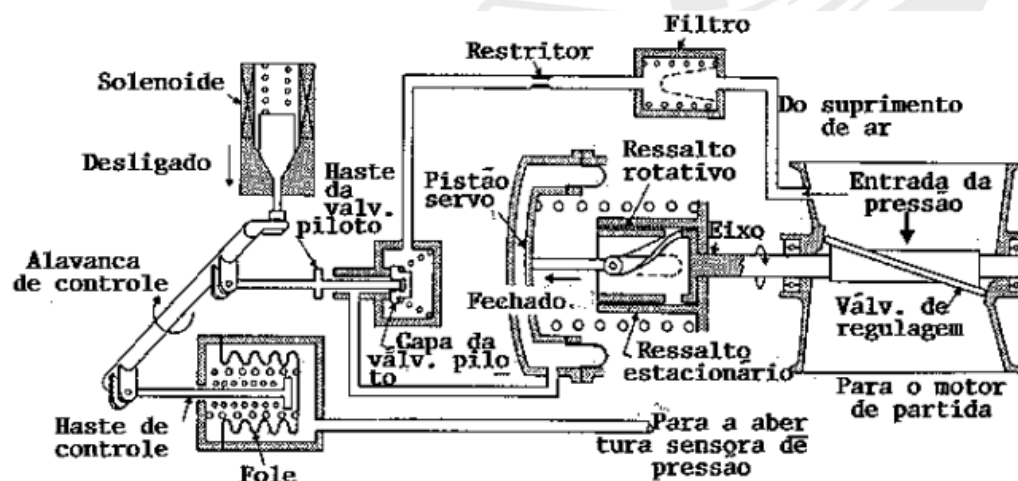 Filtro
Restritor
Solenoide
Do suprimento
de ar
Desligado
Haste
da
valv.
piloto
Pistão
servo
Ressalto
rotativo
Entrada da
pressão
Eixo
Alavanca
de controle
Fechado.
Válv. de
regulagem
Capa da
válv. pilo
to
Ressalto
estacionário
Para o motor
de partida
Haste de
controle
Fole
Para a aber
tura sensora de
pressão